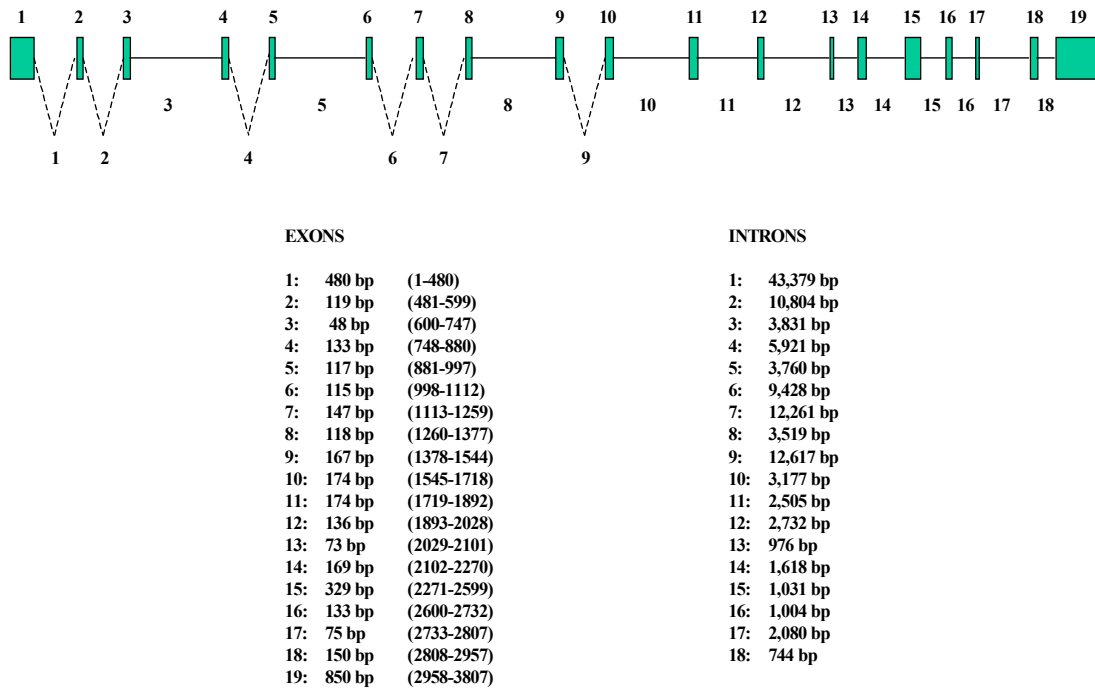 1 2 3 4 5 6 7 8 9 10 11 12 13 14 15 16 17 18 19
3 5 8 10 11 12 13 14 15 16 17 18
1 2 4 6 7 9
EXONS
1: 480 bp (1-480)
2: 119 bp (481-599)
3: 48 bp (600-747)
4: 133 bp (748-880)
5: 117 bp (881-997)
6: 115 bp (998-1112)
7: 147 bp (1113-1259)
8: 118 bp (1260-1377)
9: 167 bp (1378-1544)
10: 174 bp (1545-1718)
11: 174 bp (1719-1892)
12: 136 bp (1893-2028)
13: 73 bp (2029-2101)
14: 169 bp (2102-2270)
15: 329 bp (2271-2599)
16: 133 bp (2600-2732)
17: 75 bp (2733-2807)
18: 150 bp (2808-2957)
19: 850 bp (2958-3807)
INTRONS
1: 43,379 bp
2: 10,804 bp
3: 3,831 bp
4: 5,921 bp
5: 3,760 bp
6: 9,428 bp
7: 12,261 bp
8: 3,519 bp
9: 12,617 bp
10: 3,177 bp
11: 2,505 bp
12: 2,732 bp
13: 976 bp
14: 1,618 bp
15: 1,031 bp
16: 1,004 bp
17: 2,080 bp
18: 744 bp